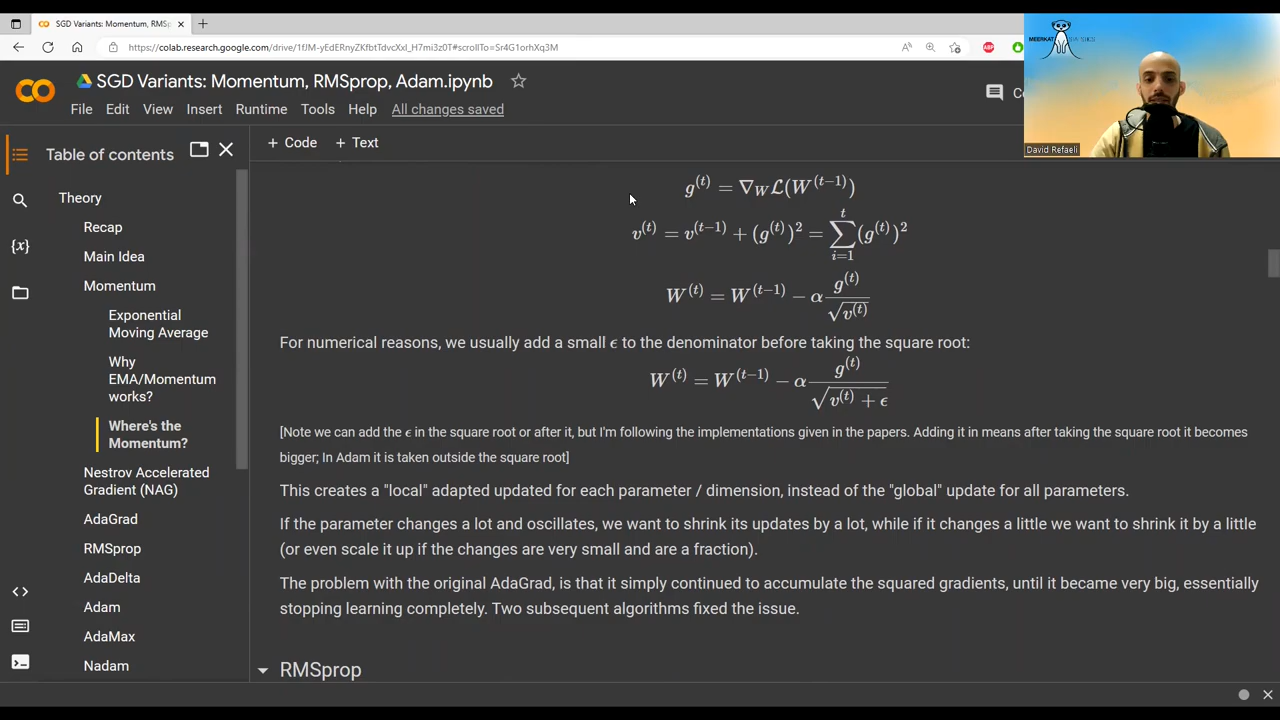 SGD Variants: Momentum, RMSp
https://colab.research.google.com/drive/1fJM-yEdERnyZKfbtTdvcXxI_H7mi3z0T#scrollTo=Sr4G1orhXq3M
MEERKAT STATISTICS
David Refaeli
SGD Variants: Momentum, RMSprop, Adam.ipynb
File Edit View Insert Runtime Tools Help All changes saved
Co
+ Code + Text
Table of contents
Theory
Recap
Main Idea
Momentum
Exponential
Moving Average
Why
EMA/Momentum
works?
Where's the
Momentum?
Nestrov Accelerated
Gradient (NAG)
AdaGrad
RMSprop
AdaDelta
Adam
AdaMax
Nadam
g^{(t)} = ∇_W ℒ(W^{(t−1)})
v^{(t)} = v^{(t−1)} + (g^{(t)})^2 = ∑_{i=1}^{t} (g^{(t)})^2
W^{(t)} = W^{(t−1)} − α g^{(t)} / √(v^{(t)})
For numerical reasons, we usually add a small ϵ to the denominator before taking the square root:
W^{(t)} = W^{(t−1)} − α g^{(t)} / √(v^{(t)} + ϵ)
[Note we can add the ϵ in the square root or after it, but I'm following the implementations given in the papers. Adding it in means after taking the square root it becomes
bigger; In Adam it is taken outside the square root]
This creates a "local" adapted updated for each parameter / dimension, instead of the "global" update for all parameters.
If the parameter changes a lot and oscillates, we want to shrink its updates by a lot, while if it changes a little we want to shrink it by a little
(or even scale it up if the changes are very small and are a fraction).
The problem with the original AdaGrad, is that it simply continued to accumulate the squared gradients, until it became very big, essentially
stopping learning completely. Two subsequent algorithms fixed the issue.
RMSprop